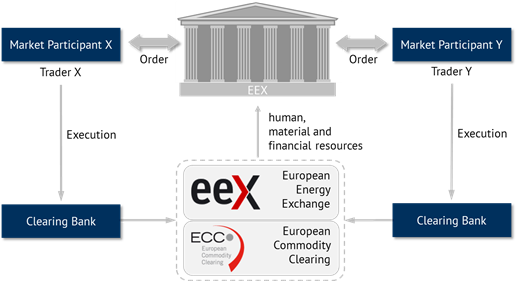 Market Participant X
Trader X
Order
EEX
Order
Market Participant Y
Trader Y
Execution
human,
material and
financial resources
Execution
Clearing Bank
eex
European
Energy
Exchange
ECC
European
Commodity
Clearing
European
Commodity
Clearing
Clearing Bank